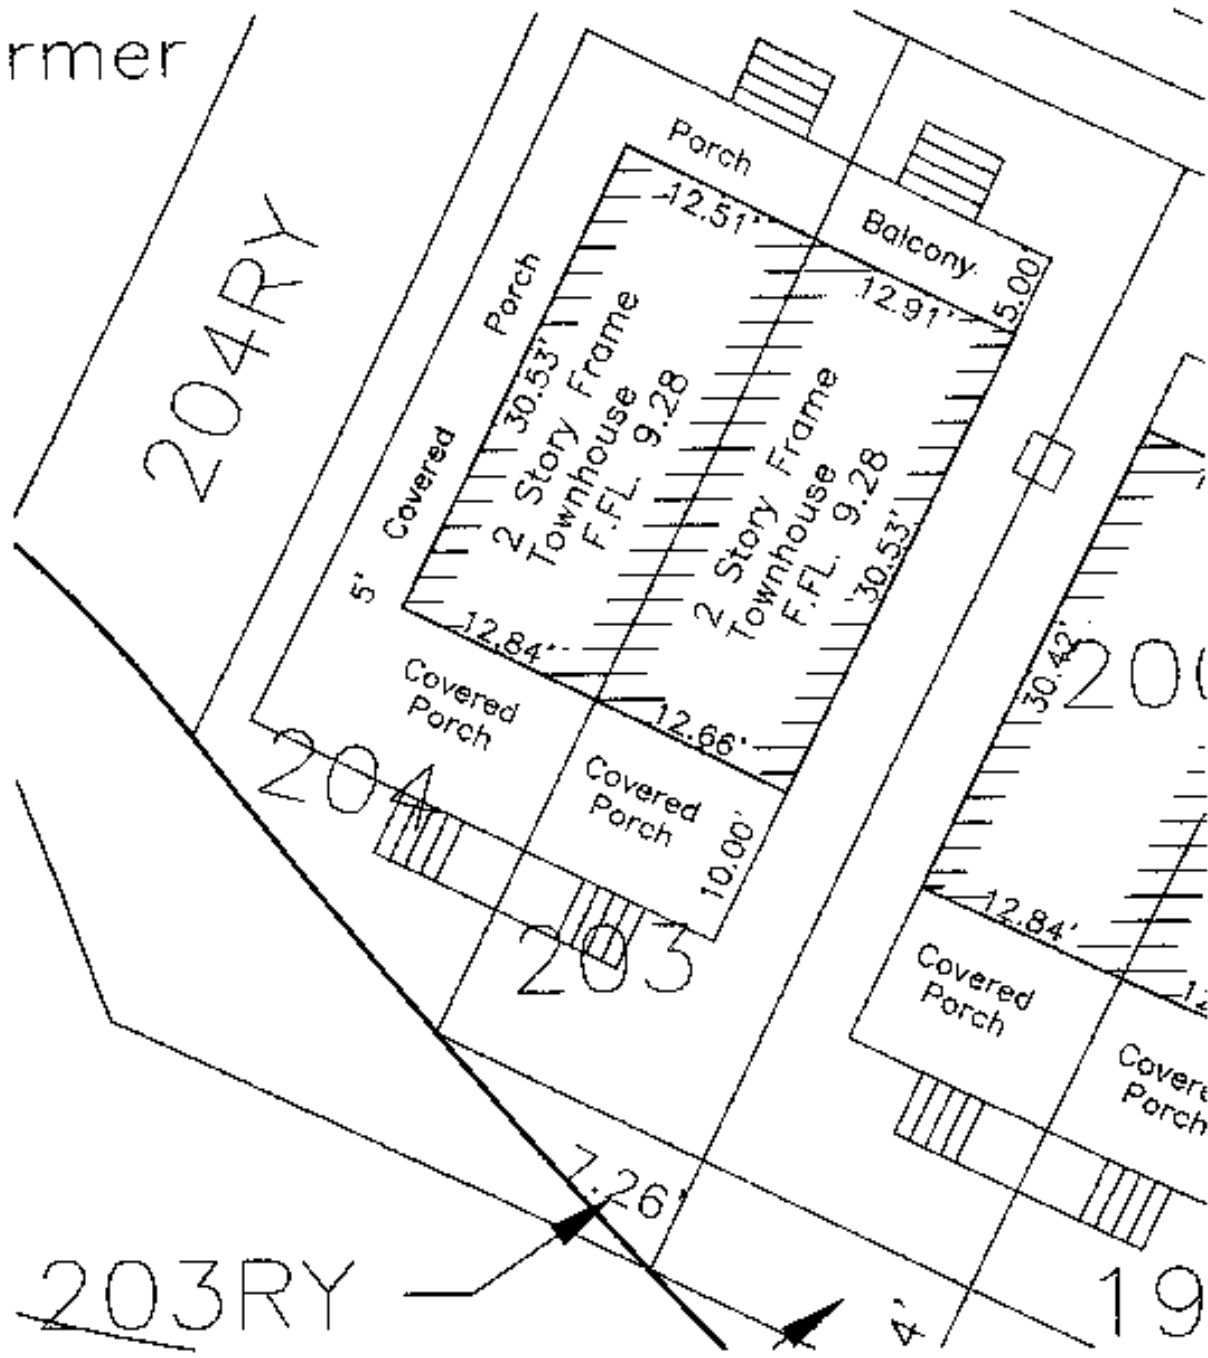 rmer
Porch
Balcony
5.00'
204RY
Porch
12.51'
12.91'
30.53'
2 Story Frame
Townhouse
F.FL. 9.28
2 Story Frame
Townhouse
F.FL. 9.28
30.53'
Covered
5'
12.84'
12.66'
Covered
Porch
Covered
Porch
10.00'
204
203
30.42'
200
12.84'
12
Covered
Porch
Covere
Porch
7.26'
203RY
4'
19